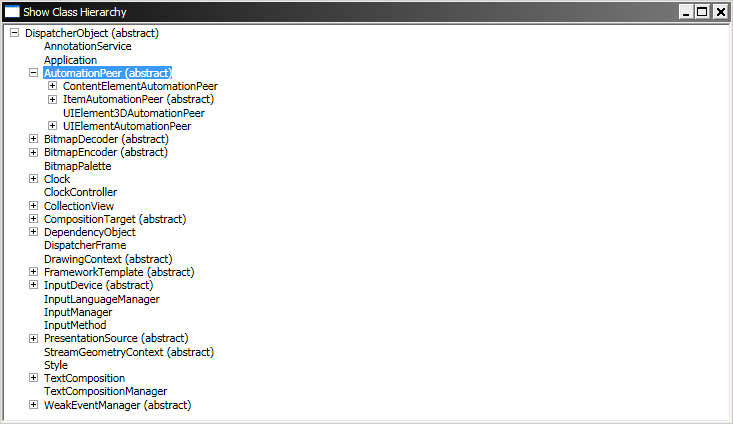 Show Class Hierarchy
DispatcherObject (abstract)
AnnotationService
Application
AutomationPeer (abstract)
ContentElementAutomationPeer
ItemAutomationPeer (abstract)
UIElement3DAutomationPeer
UIElementAutomationPeer
BitmapDecoder (abstract)
BitmapEncoder (abstract)
BitmapPalette
Clock
ClockController
CollectionView
CompositionTarget (abstract)
DependencyObject
DispatcherFrame
DrawingContext (abstract)
FrameworkTemplate (abstract)
InputDevice (abstract)
InputLanguageManager
InputManager
InputMethod
PresentationSource (abstract)
StreamGeometryContext (abstract)
Style
TextComposition
TextCompositionManager
WeakEventManager (abstract)